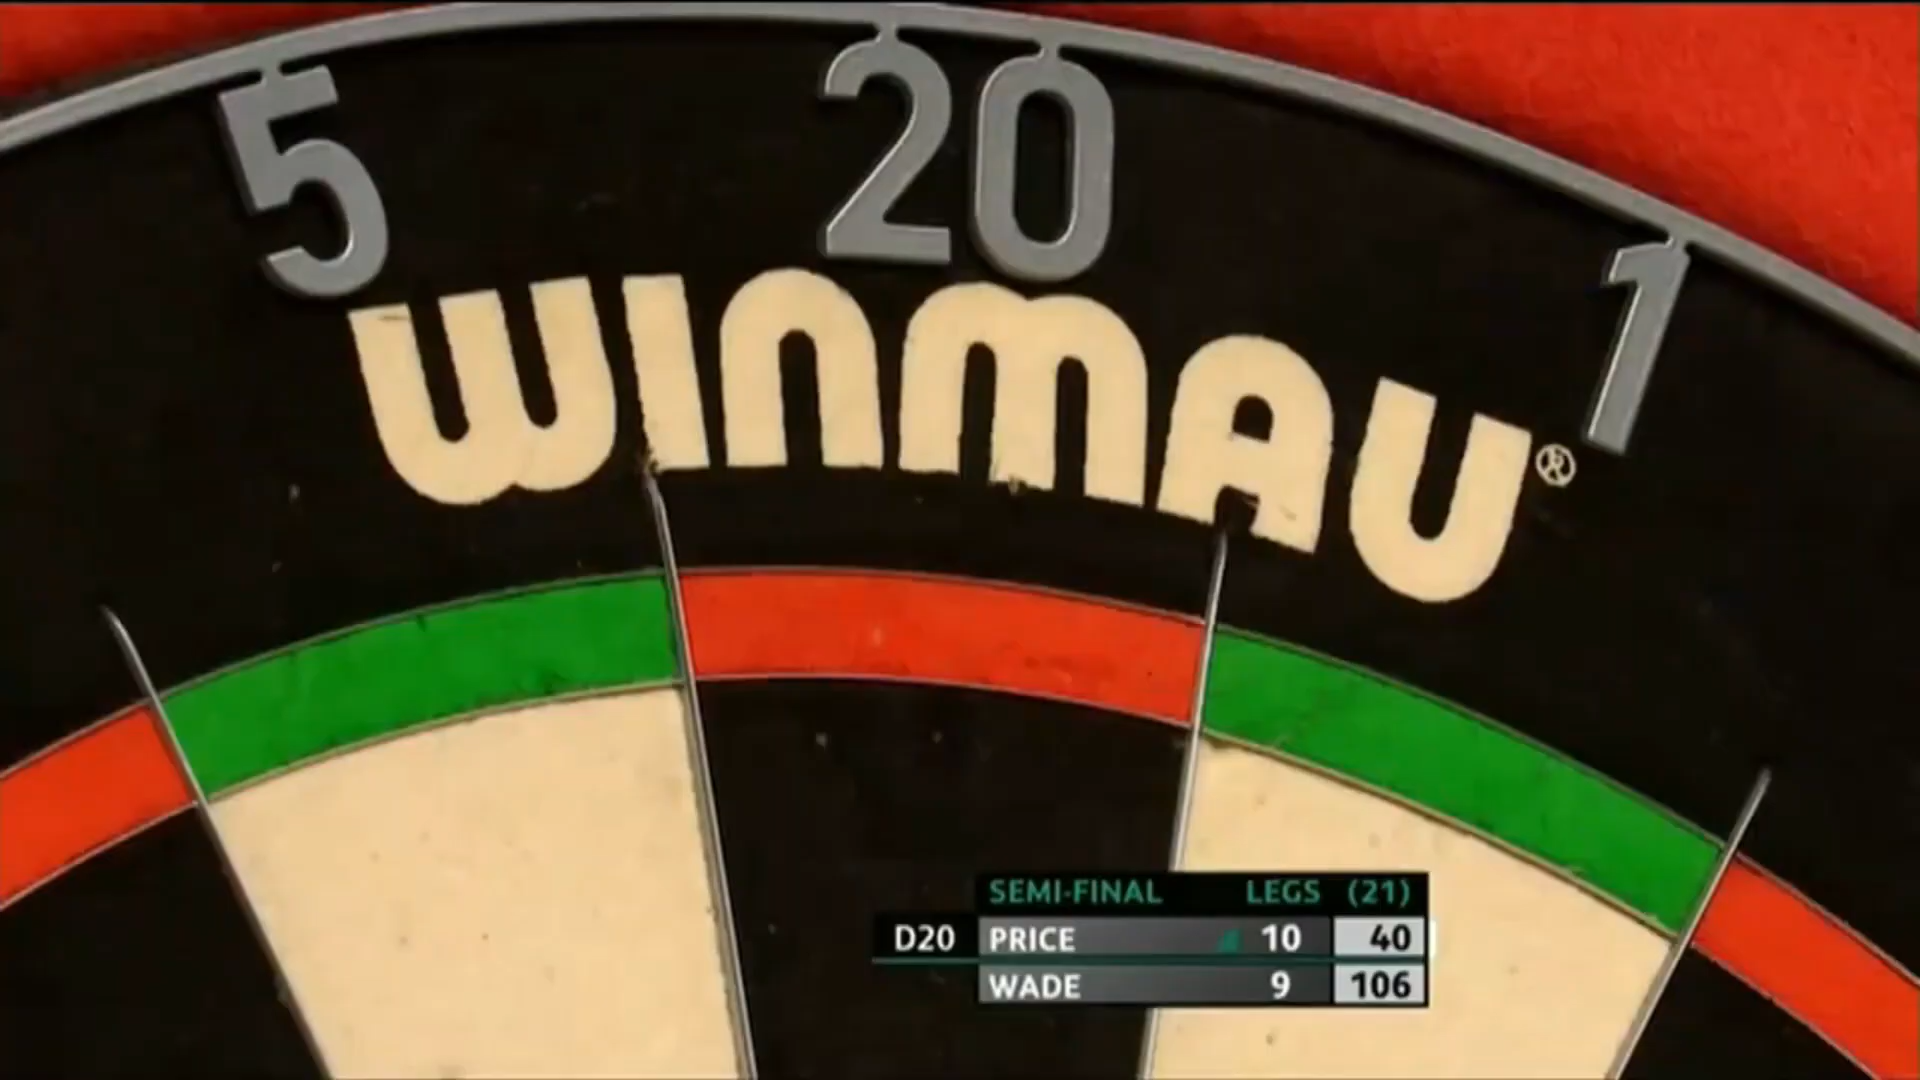 5 20 1
WINMAU®
SEMI-FINAL LEGS (21)
D20 PRICE 10 40
WADE 9 106